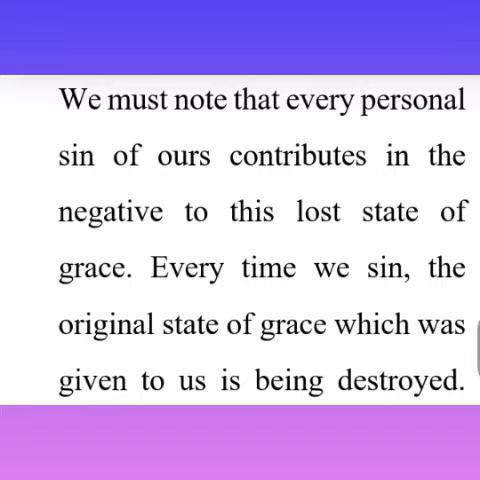 We must note that every personal
sin of ours contributes in the
negative to this lost state of
grace. Every time we sin, the
original state of grace which was
given to us is being destroyed.